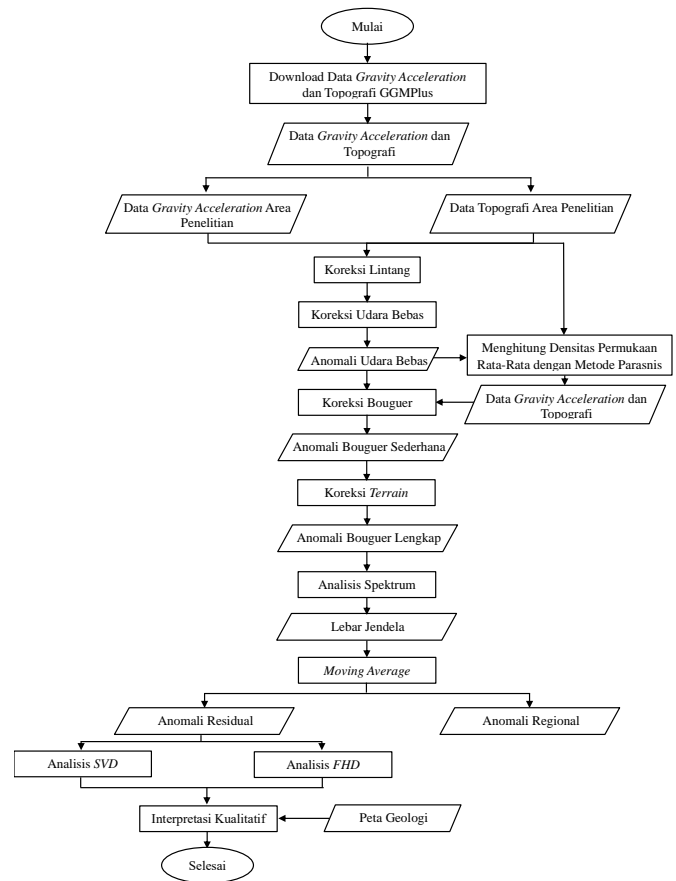 Mulai
Download Data Gravity Acceleration
dan Topografi GGMPlus
Data Gravity Acceleration dan
Topografi
Data Gravity Acceleration Area
Penelitian
Data Topografi Area Penelitian
Koreksi Lintang
Koreksi Udara Bebas
Anomali Udara Bebas
Menghitung Densitas Permukaan
Rata-Rata dengan Metode Parasnis
Koreksi Bouguer
Data Gravity Acceleration dan
Topografi
Anomali Bouguer Sederhana
Koreksi Terrain
Anomali Bouguer Lengkap
Analisis Spektrum
Lebar Jendela
Moving Average
Anomali Residual
Anomali Regional
Analisis SVD
Analisis FHD
Interpretasi Kualitatif
Peta Geologi
Selesai